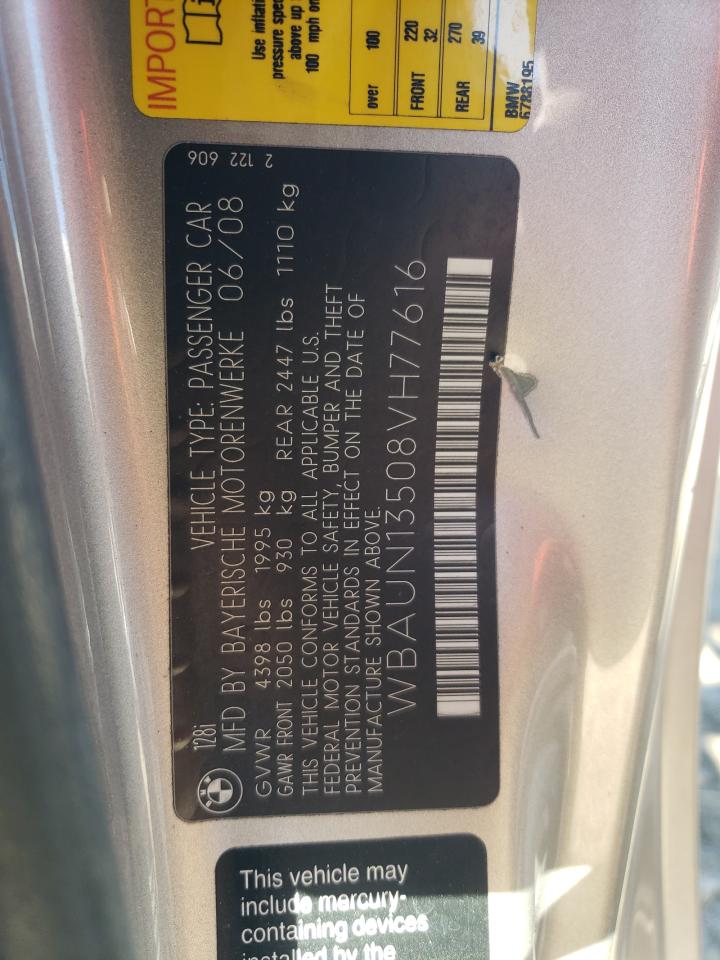 IMPORT
Use initial
pressure spec
above up
100 mph on
over 100
FRONT 220
32
REAR 270
39
BMW
6788195
2 122 606
128i
VEHICLE TYPE: PASSENGER CAR
MFD BY BAYERISCHE MOTORENWERKE 06/08
GVWR 4398 lbs 1995 kg
GAWR FRONT 2050 lbs 930 kg REAR 2447 lbs 1110 kg
THIS VEHICLE CONFORMS TO ALL APPLICABLE U.S.
FEDERAL MOTOR VEHICLE SAFETY, BUMPER AND THEFT
PREVENTION STANDARDS IN EFFECT ON THE DATE OF
MANUFACTURE SHOWN ABOVE.
WBAUN13508VH77616
This vehicle may
include mercury-
containing devices
installed by the